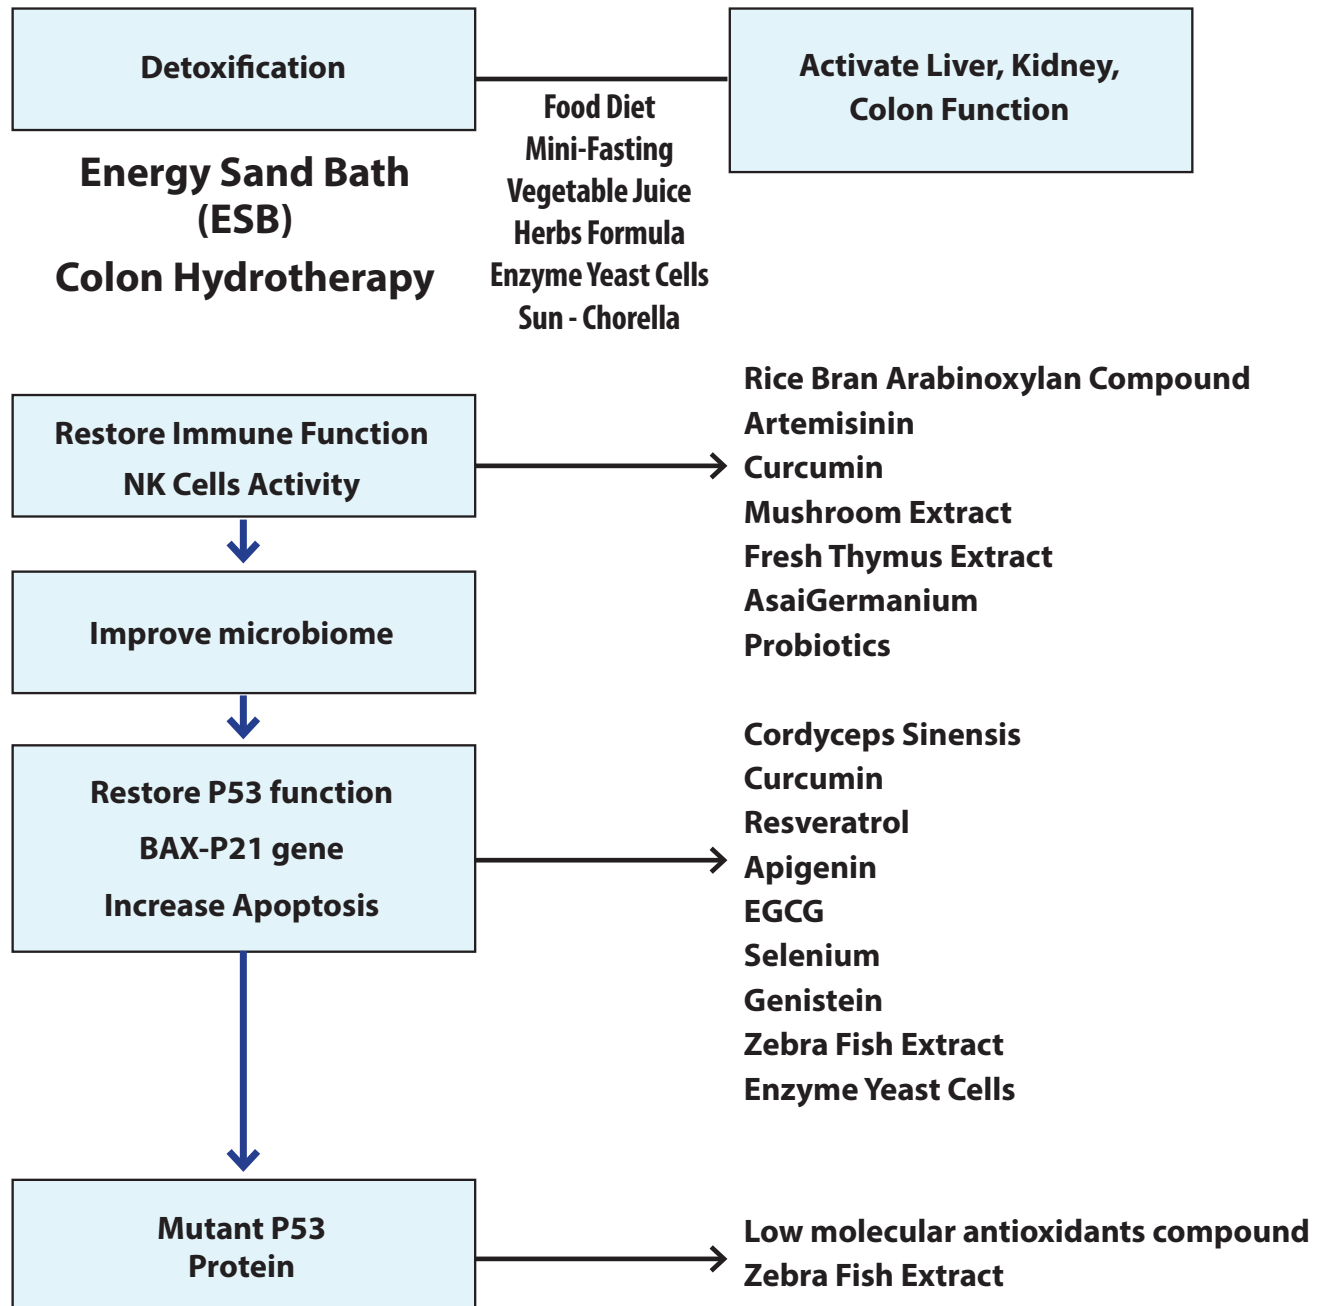 Detoxification
Activate Liver, Kidney,
Colon Function
Food Diet
Mini-Fasting
Vegetable Juice
Herbs Formula
Enzyme Yeast Cells
Sun - Chorella
Energy Sand Bath
(ESB)
Colon Hydrotherapy
Restore Immune Function
NK Cells Activity
Rice Bran Arabinoxylan Compound
Artemisinin
Curcumin
Mushroom Extract
Fresh Thymus Extract
AsaiGermanium
Probiotics
Improve microbiome
Restore P53 function
BAX-P21 gene
Increase Apoptosis
Cordyceps Sinensis
Curcumin
Resveratrol
Apigenin
EGCG
Selenium
Genistein
Zebra Fish Extract
Enzyme Yeast Cells
Mutant P53
Protein
Low molecular antioxidants compound
Zebra Fish Extract